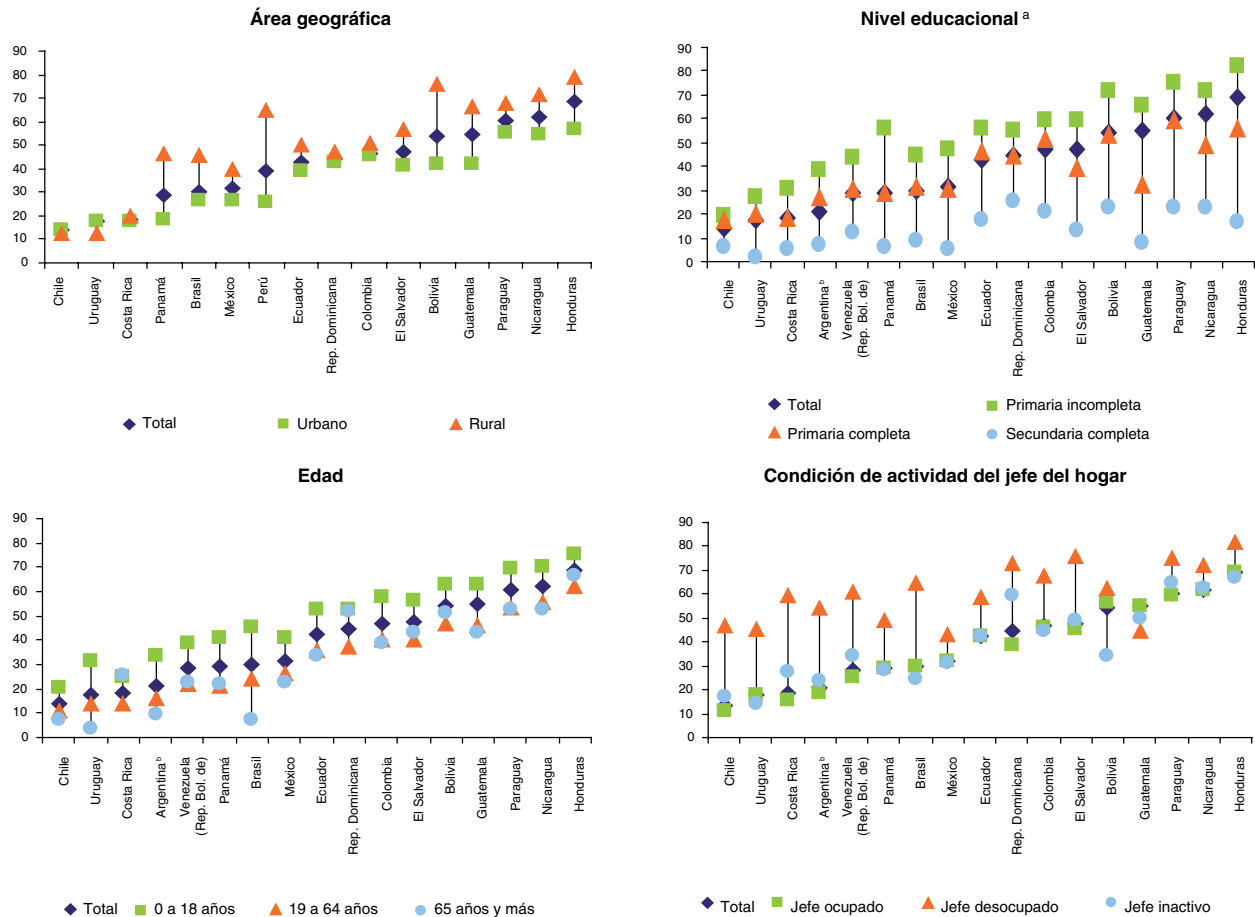 Área geográfica
90
80
70
60
50
40
30
20
10
0
Chile
Uruguay
Costa Rica
Panamá
Brasil
México
Perú
Ecuador
Rep. Dominicana
Colombia
El Salvador
Bolivia
Guatemala
Paraguay
Nicaragua
Honduras
Total Urbano Rural
Nivel educacional ᵃ
90
80
70
60
50
40
30
20
10
0
Chile
Uruguay
Costa Rica
Argentina ᵇ
Venezuela
(Rep. Bol. de)
Panamá
Brasil
México
Ecuador
Rep. Dominicana
Colombia
El Salvador
Bolivia
Guatemala
Paraguay
Nicaragua
Honduras
Total Primaria incompleta
Primaria completa Secundaria completa
Edad
90
80
70
60
50
40
30
20
10
0
Chile
Uruguay
Costa Rica
Argentina ᵇ
Venezuela
(Rep. Bol. de)
Panamá
Brasil
México
Ecuador
Rep. Dominicana
Colombia
El Salvador
Bolivia
Guatemala
Paraguay
Nicaragua
Honduras
Total 0 a 18 años 19 a 64 años 65 años y más
Condición de actividad del jefe del hogar
90
80
70
60
50
40
30
20
10
0
Chile
Uruguay
Costa Rica
Argentina ᵇ
Venezuela
(Rep. Bol. de)
Panamá
Brasil
México
Ecuador
Rep. Dominicana
Colombia
El Salvador
Bolivia
Guatemala
Paraguay
Nicaragua
Honduras
Total Jefe ocupado Jefe desocupado Jefe inactivo